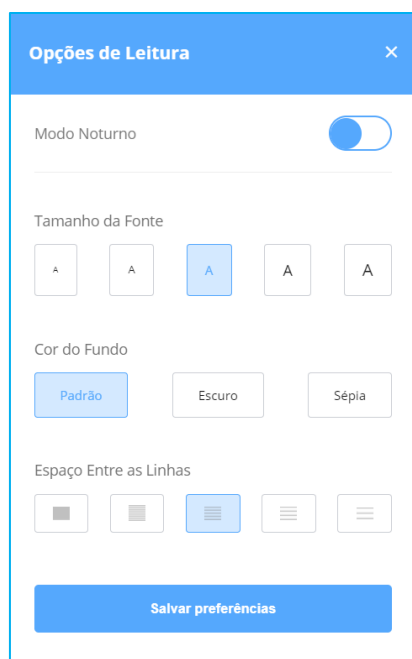 Opções de Leitura ×
Modo Noturno
Tamanho da Fonte
A A A A A
Cor do Fundo
Padrão Escuro Sépia
Espaço Entre as Linhas
Salvar preferências